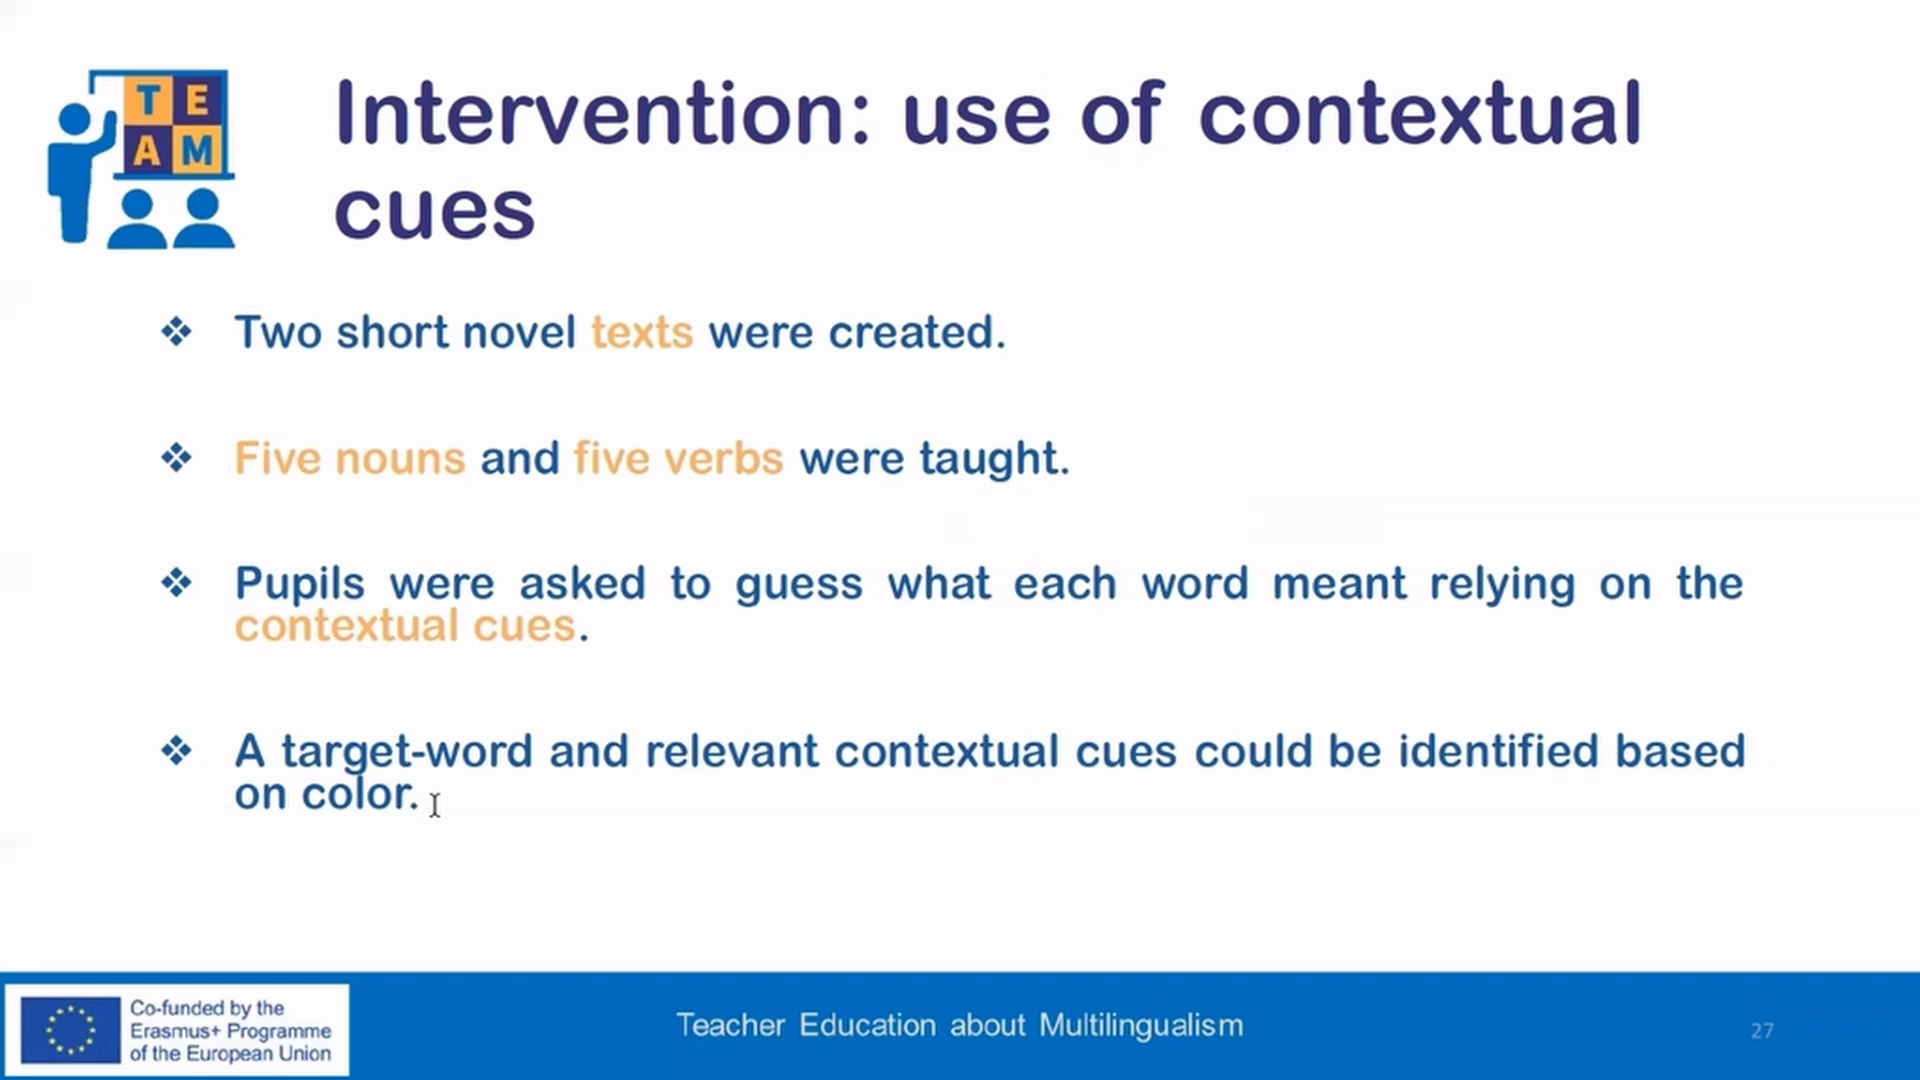 T E
A M
Intervention: use of contextual
cues
❖ Two short novel texts were created.
❖ Five nouns and five verbs were taught.
❖ Pupils were asked to guess what each word meant relying on the
contextual cues.
❖ A target-word and relevant contextual cues could be identified based
on color.
Co-funded by the
Erasmus+ Programme
of the European Union
Teacher Education about Multilingualism
27